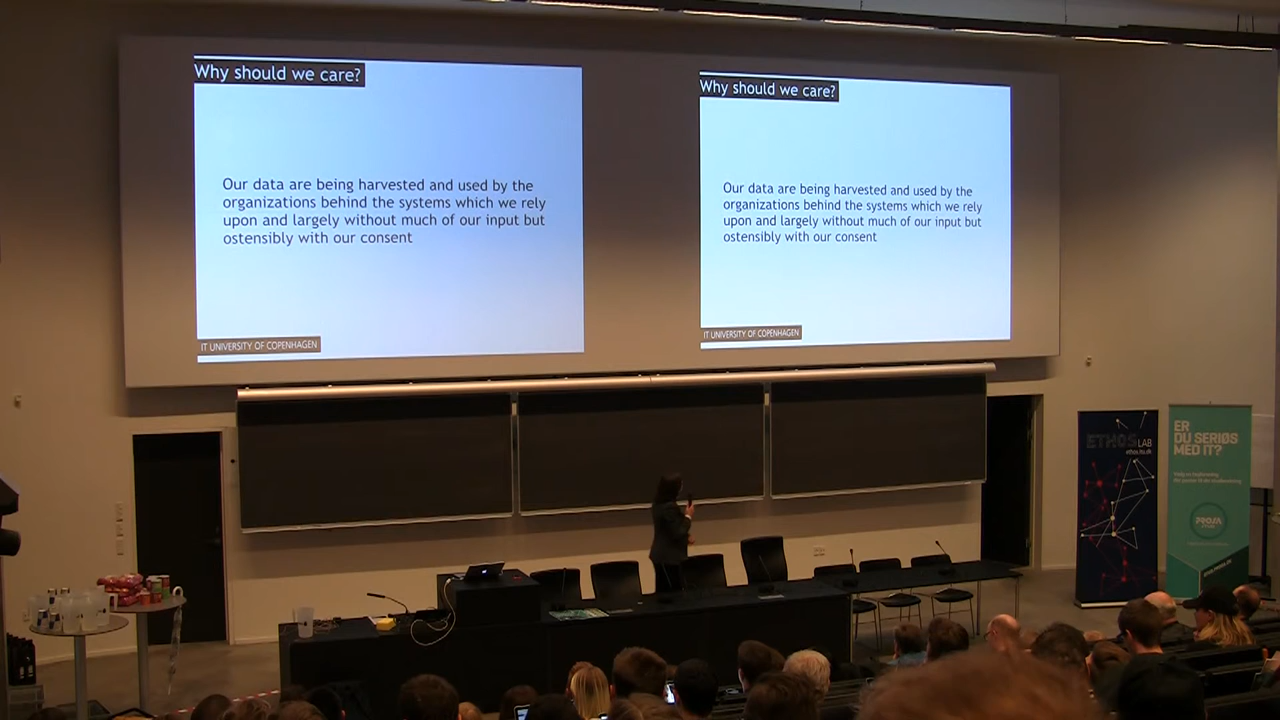 Why should we care?
Our data are being harvested and used by the
organizations behind the systems which we rely
upon and largely without much of our input but
ostensibly with our consent
IT UNIVERSITY OF COPENHAGEN
Why should we care?
Our data are being harvested and used by the
organizations behind the systems which we rely
upon and largely without much of our input but
ostensibly with our consent
IT UNIVERSITY OF COPENHAGEN
ETHOS LAB
ethos.itu.dk
ER
DU SERIØS
MED IT?
PROSA